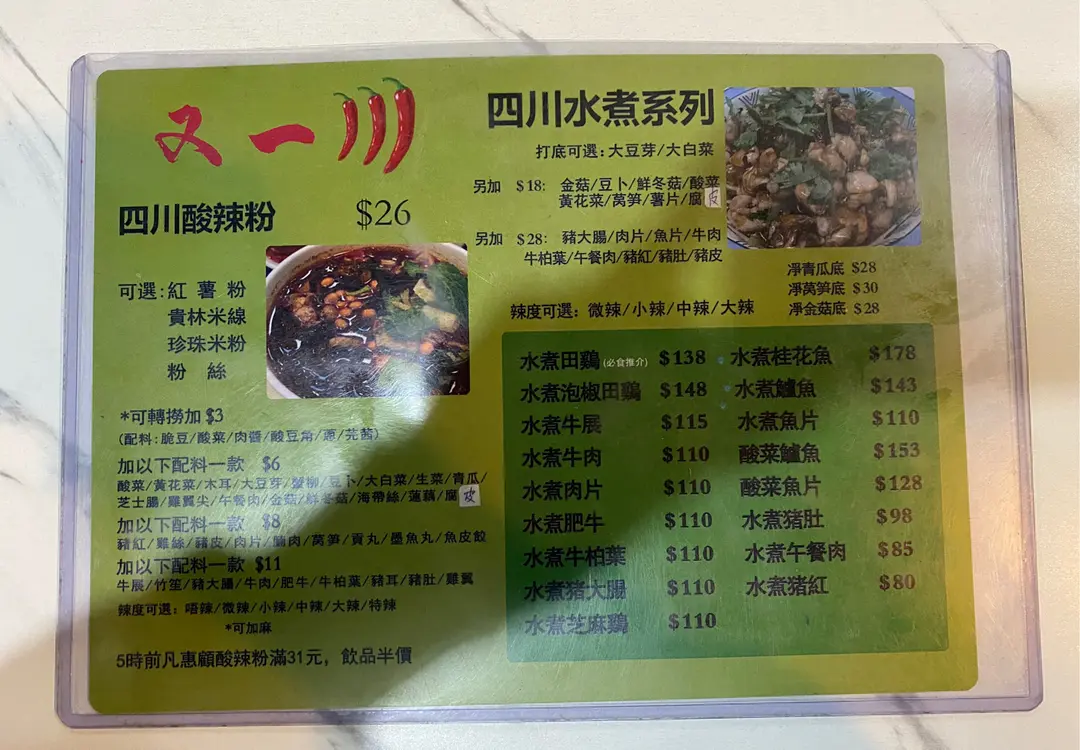 又一川
四川酸辣粉 $26
可選:紅薯粉
貴林米線
珍珠米粉
粉絲
*可轉撈加 $3
(配料:脆豆/酸菜/肉醬/酸豆角/蔥/芫茜)
加以下配料一款 $6
酸菜/黃花菜/木耳/大豆芽/蟹柳/豆卜/大白菜/生菜/青瓜/
芝士腸/雞翼尖/午餐肉/金菇/鮮冬菇/海帶絲/蓮藕/腐皮
加以下配料一款 $8
豬紅/雞絲/豬皮/肉片/腩肉/萵笋/貢丸/墨魚丸/魚皮餃
加以下配料一款 $11
牛展/竹笙/豬大腸/牛肉/肥牛/牛柏葉/豬耳/豬肚/雞翼
辣度可選: 唔辣/微辣/小辣/中辣/大辣/特辣
*可加麻
5時前凡惠顧酸辣粉滿31元,飲品半價
四川水煮系列
打底可選:大豆芽/大白菜
另加 $18: 金菇/豆卜/鮮冬菇/酸菜
黃花菜/萵笋/薯片/腐皮
另加 $28: 豬大腸/肉片/魚片/牛肉
牛柏葉/午餐肉/豬紅/豬肚/豬皮
淨青瓜底 $28
淨萵笋底 $30
淨金菇底 $28
辣度可選: 微辣/小辣/中辣/大辣
水煮田鷄(必食推介) $138 水煮桂花魚 $178
水煮泡椒田鷄 $148 水煮鱸魚 $143
水煮牛展 $115 水煮魚片 $110
水煮牛肉 $110 酸菜鱸魚 $153
水煮肉片 $110 酸菜魚片 $128
水煮肥牛 $110 水煮猪肚 $98
水煮牛柏葉 $110 水煮午餐肉 $85
水煮猪大腸 $110 水煮猪紅 $80
水煮芝麻鷄 $110